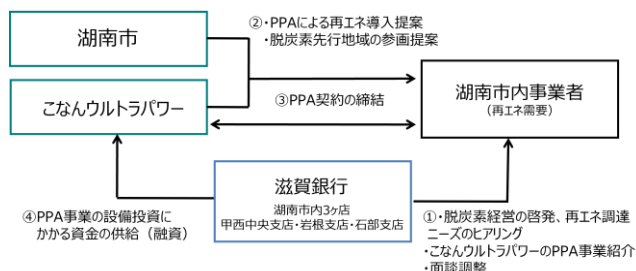 湖南市
②・PPAによる再エネ導入提案
・脱炭素先行地域の参画提案
こなんウルトラパワー
③PPA契約の締結
湖南市内事業者
(再エネ需要)
滋賀銀行
湖南市内3ヶ店
甲西中央支店・岩根支店・石部支店
④PPA事業の設備投資に
かかる資金の供給（融資）
①・脱炭素経営の啓発、再エネ調達
ニーズのヒアリング
・こなんウルトラパワーのPPA事業紹介
・面談調整